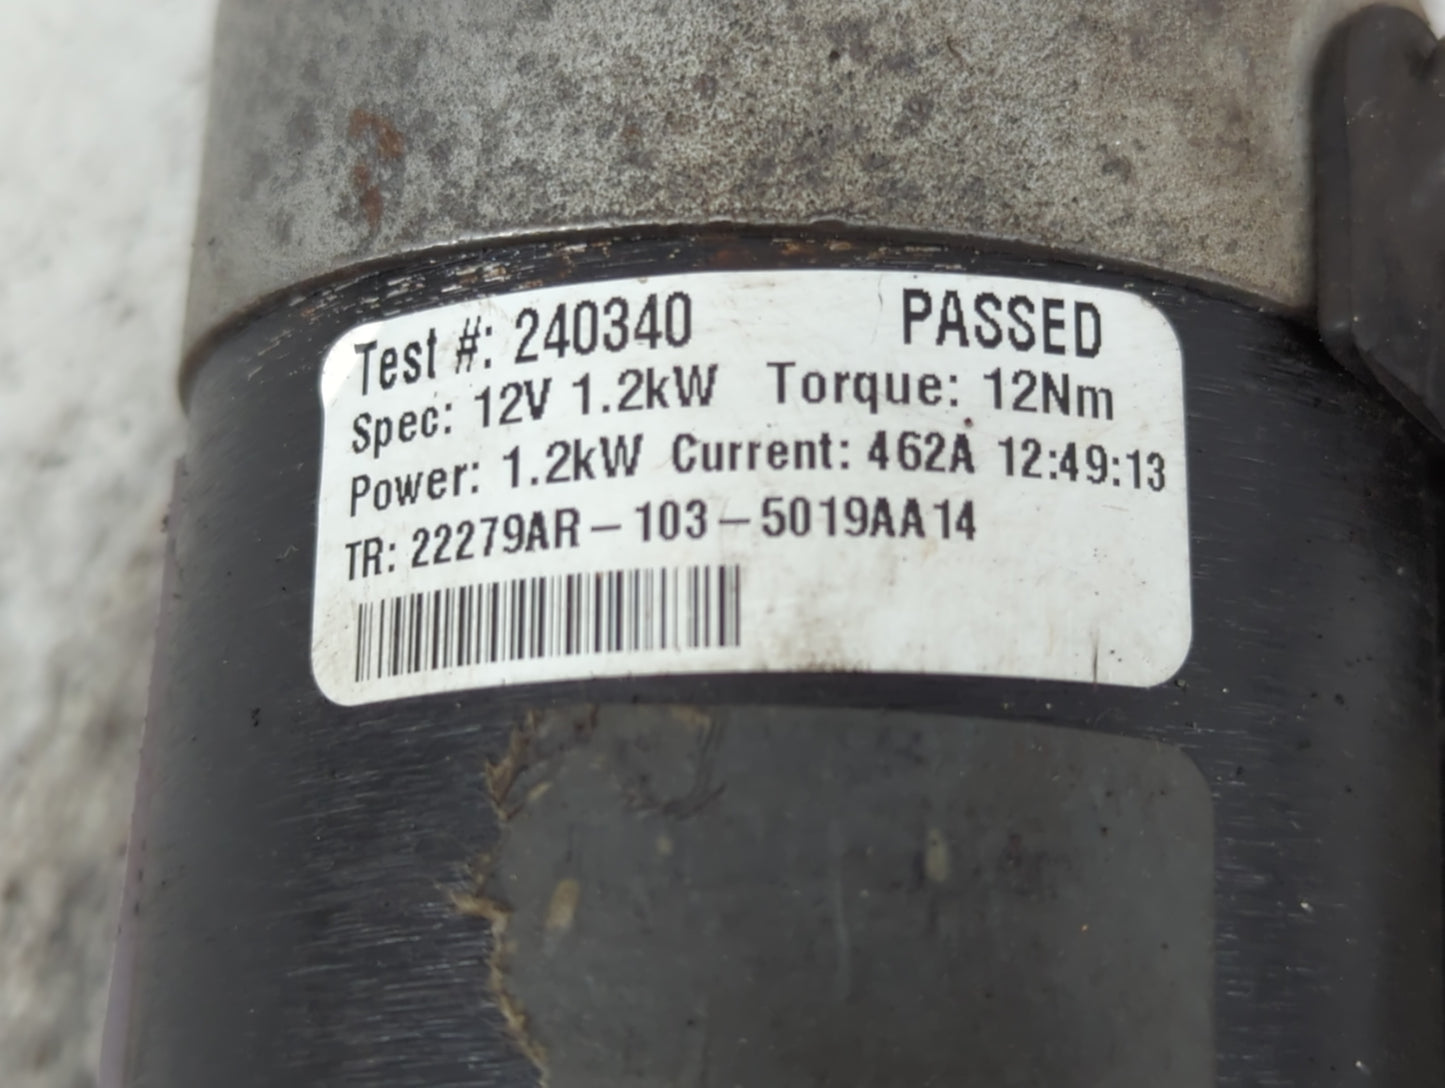 Test #: 240340 PASSED
Spec: 12V 1.2kW Torque: 12Nm
Power: 1.2kW Current: 462A 12:49:13
TR: 22279AR-103-5019AA14